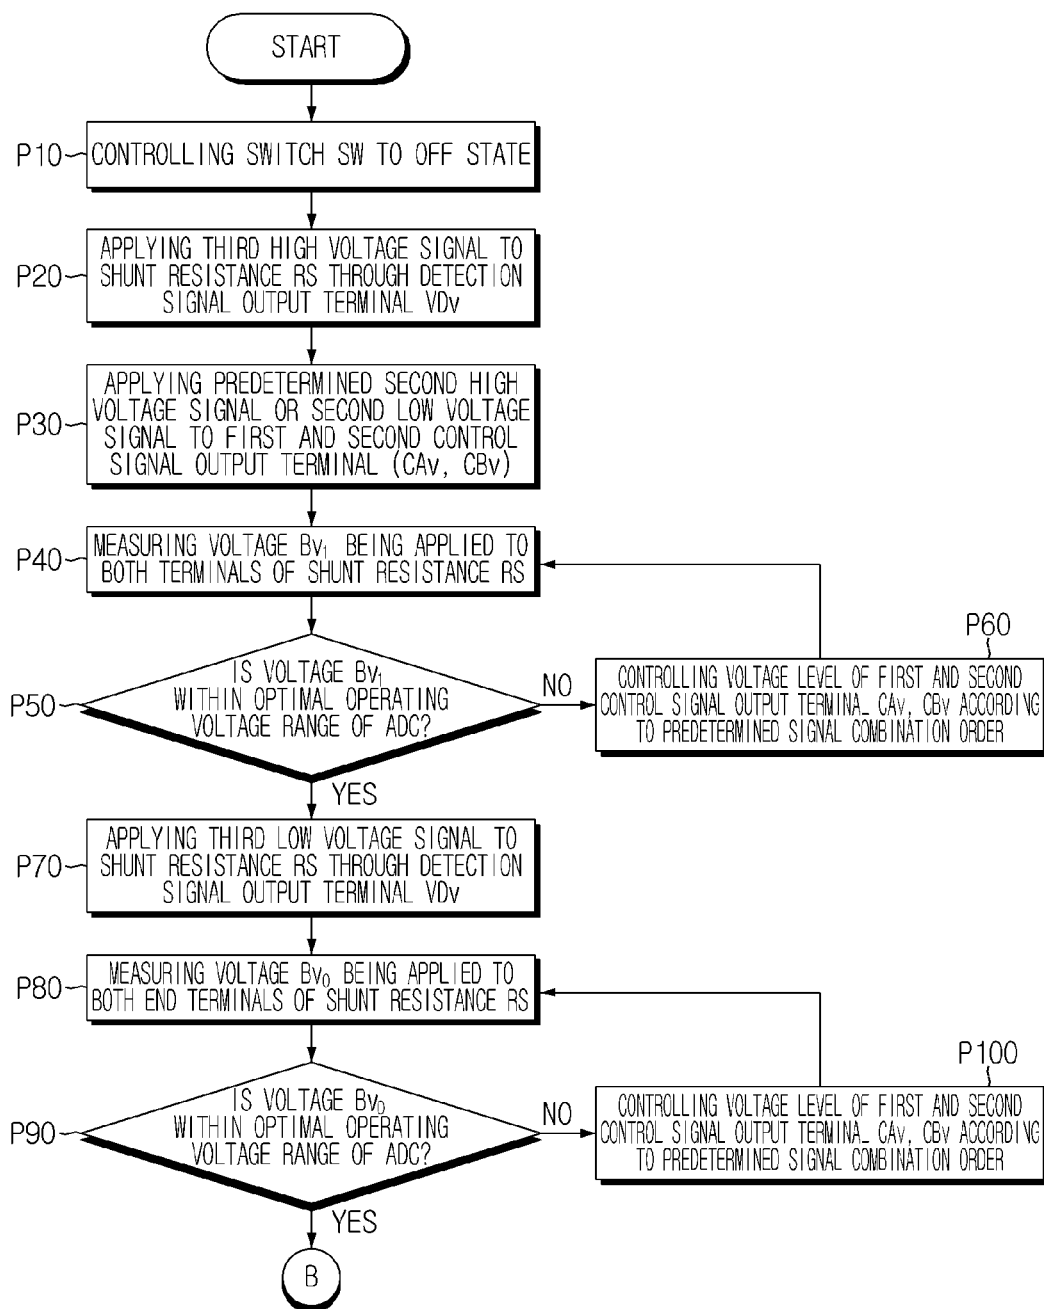 START
P10
CONTROLLING SWITCH SW TO OFF STATE
P20
APPLYING THIRD HIGH VOLTAGE SIGNAL TO
SHUNT RESISTANCE RS THROUGH DETECTION
SIGNAL OUTPUT TERMINAL VDv
P30
APPLYING PREDETERMINED SECOND HIGH
VOLTAGE SIGNAL OR SECOND LOW VOLTAGE
SIGNAL TO FIRST AND SECOND CONTROL
SIGNAL OUTPUT TERMINAL (CAv, CBv)
P40
MEASURING VOLTAGE Bv₁ BEING APPLIED TO
BOTH TERMINALS OF SHUNT RESISTANCE RS
P50
IS VOLTAGE Bv₁
WITHIN OPTIMAL OPERATING
VOLTAGE RANGE OF ADC?
NO
YES
P60
CONTROLLING VOLTAGE LEVEL OF FIRST AND SECOND
CONTROL SIGNAL OUTPUT TERMINAL CAv, CBv ACCORDING
TO PREDETERMINED SIGNAL COMBINATION ORDER
P70
APPLYING THIRD LOW VOLTAGE SIGNAL TO
SHUNT RESISTANCE RS THROUGH DETECTION
SIGNAL OUTPUT TERMINAL VDv
P80
MEASURING VOLTAGE Bv₀ BEING APPLIED TO
BOTH END TERMINALS OF SHUNT RESISTANCE RS
P90
IS VOLTAGE Bv₀
WITHIN OPTIMAL OPERATING
VOLTAGE RANGE OF ADC?
NO
YES
P100
CONTROLLING VOLTAGE LEVEL OF FIRST AND SECOND
CONTROL SIGNAL OUTPUT TERMINAL CAv, CBv ACCORDING
TO PREDETERMINED SIGNAL COMBINATION ORDER
B